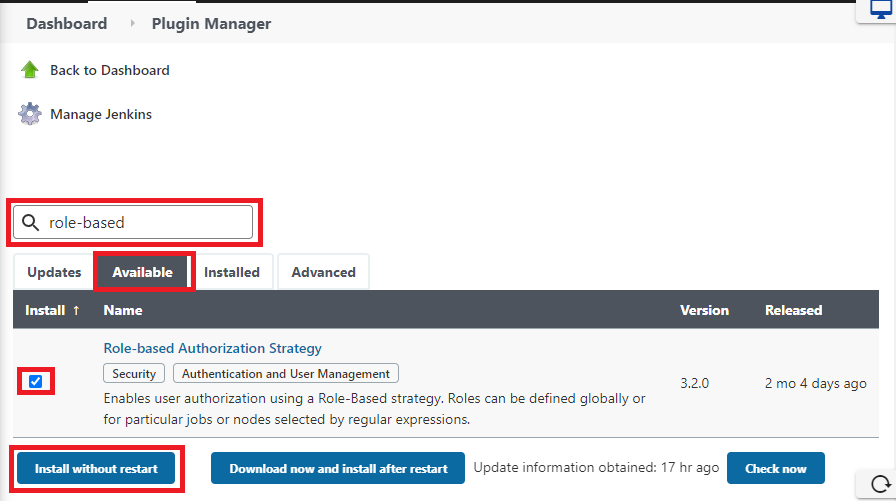 Dashboard Plugin Manager
Back to Dashboard
Manage Jenkins
role-based
Updates Available Installed Advanced
Install ↑ Name Version Released
Role-based Authorization Strategy
Security Authentication and User Management
Enables user authorization using a Role-Based strategy. Roles can be defined globally or
for particular jobs or nodes selected by regular expressions.
3.2.0 2 mo 4 days ago
Install without restart Download now and install after restart Update information obtained: 17 hr ago Check now